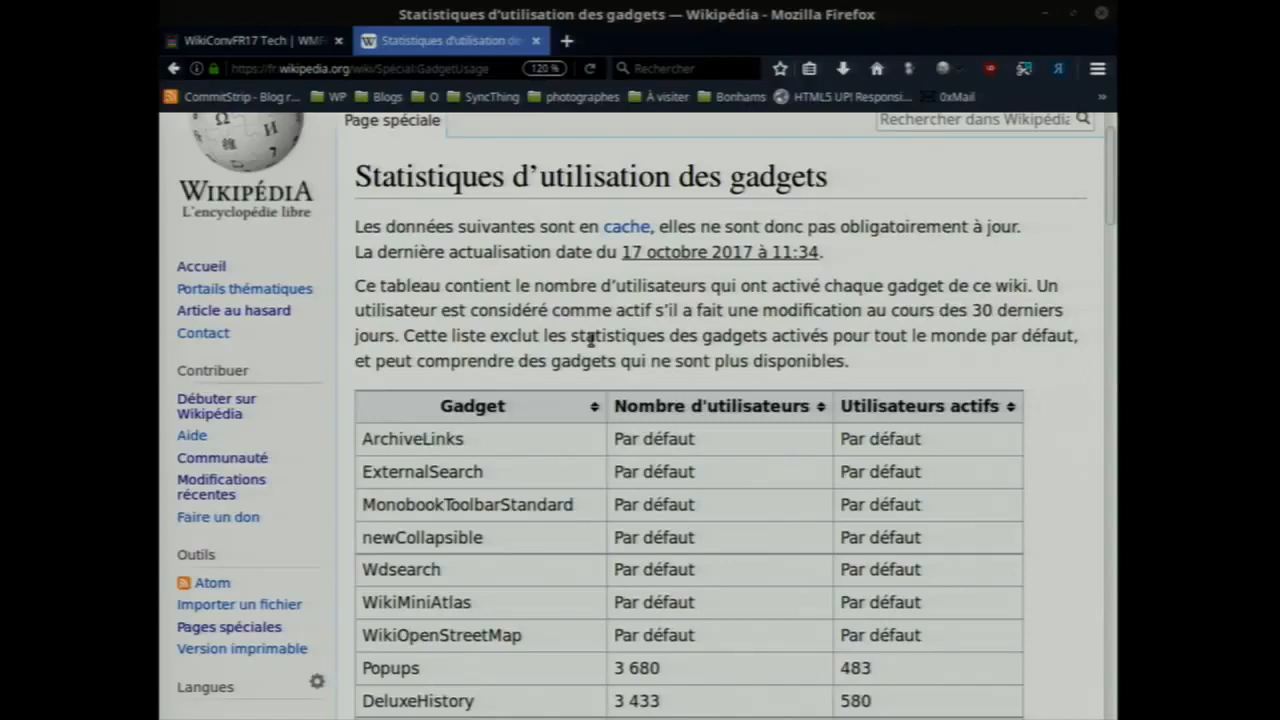 Statistiques d'utilisation des gadgets — Wikipédia - Mozilla Firefox
WikiConvFR17 Tech | WMF
Statistiques d'utilisation de
https://fr.wikipedia.org/wiki/Spécial:GadgetUsage
120 %
Rechercher
CommitStrip - Blog r...
WP
Blogs
O
SyncThing
photographes
À visiter
Bonhams
HTML5 UP! Responsi...
0xMail
»
Page spéciale
Rechercher dans Wikipédia
WIKIPÉDIA
L'encyclopédie libre
Accueil
Portails thématiques
Article au hasard
Contact
Contribuer
Débuter sur
Wikipédia
Aide
Communauté
Modifications
récentes
Faire un don
Outils
Atom
Importer un fichier
Pages spéciales
Version imprimable
Langues
Statistiques d’utilisation des gadgets
Les données suivantes sont en cache, elles ne sont donc pas obligatoirement à jour.
La dernière actualisation date du 17 octobre 2017 à 11:34.
Ce tableau contient le nombre d’utilisateurs qui ont activé chaque gadget de ce wiki. Un
utilisateur est considéré comme actif s’il a fait une modification au cours des 30 derniers
jours. Cette liste exclut les statistiques des gadgets activés pour tout le monde par défaut,
et peut comprendre des gadgets qui ne sont plus disponibles.
Gadget Nombre d'utilisateurs Utilisateurs actifs
ArchiveLinks Par défaut Par défaut
ExternalSearch Par défaut Par défaut
MonobookToolbarStandard Par défaut Par défaut
newCollapsible Par défaut Par défaut
Wdsearch Par défaut Par défaut
WikiMiniAtlas Par défaut Par défaut
WikiOpenStreetMap Par défaut Par défaut
Popups 3 680 483
DeluxeHistory 3 433 580